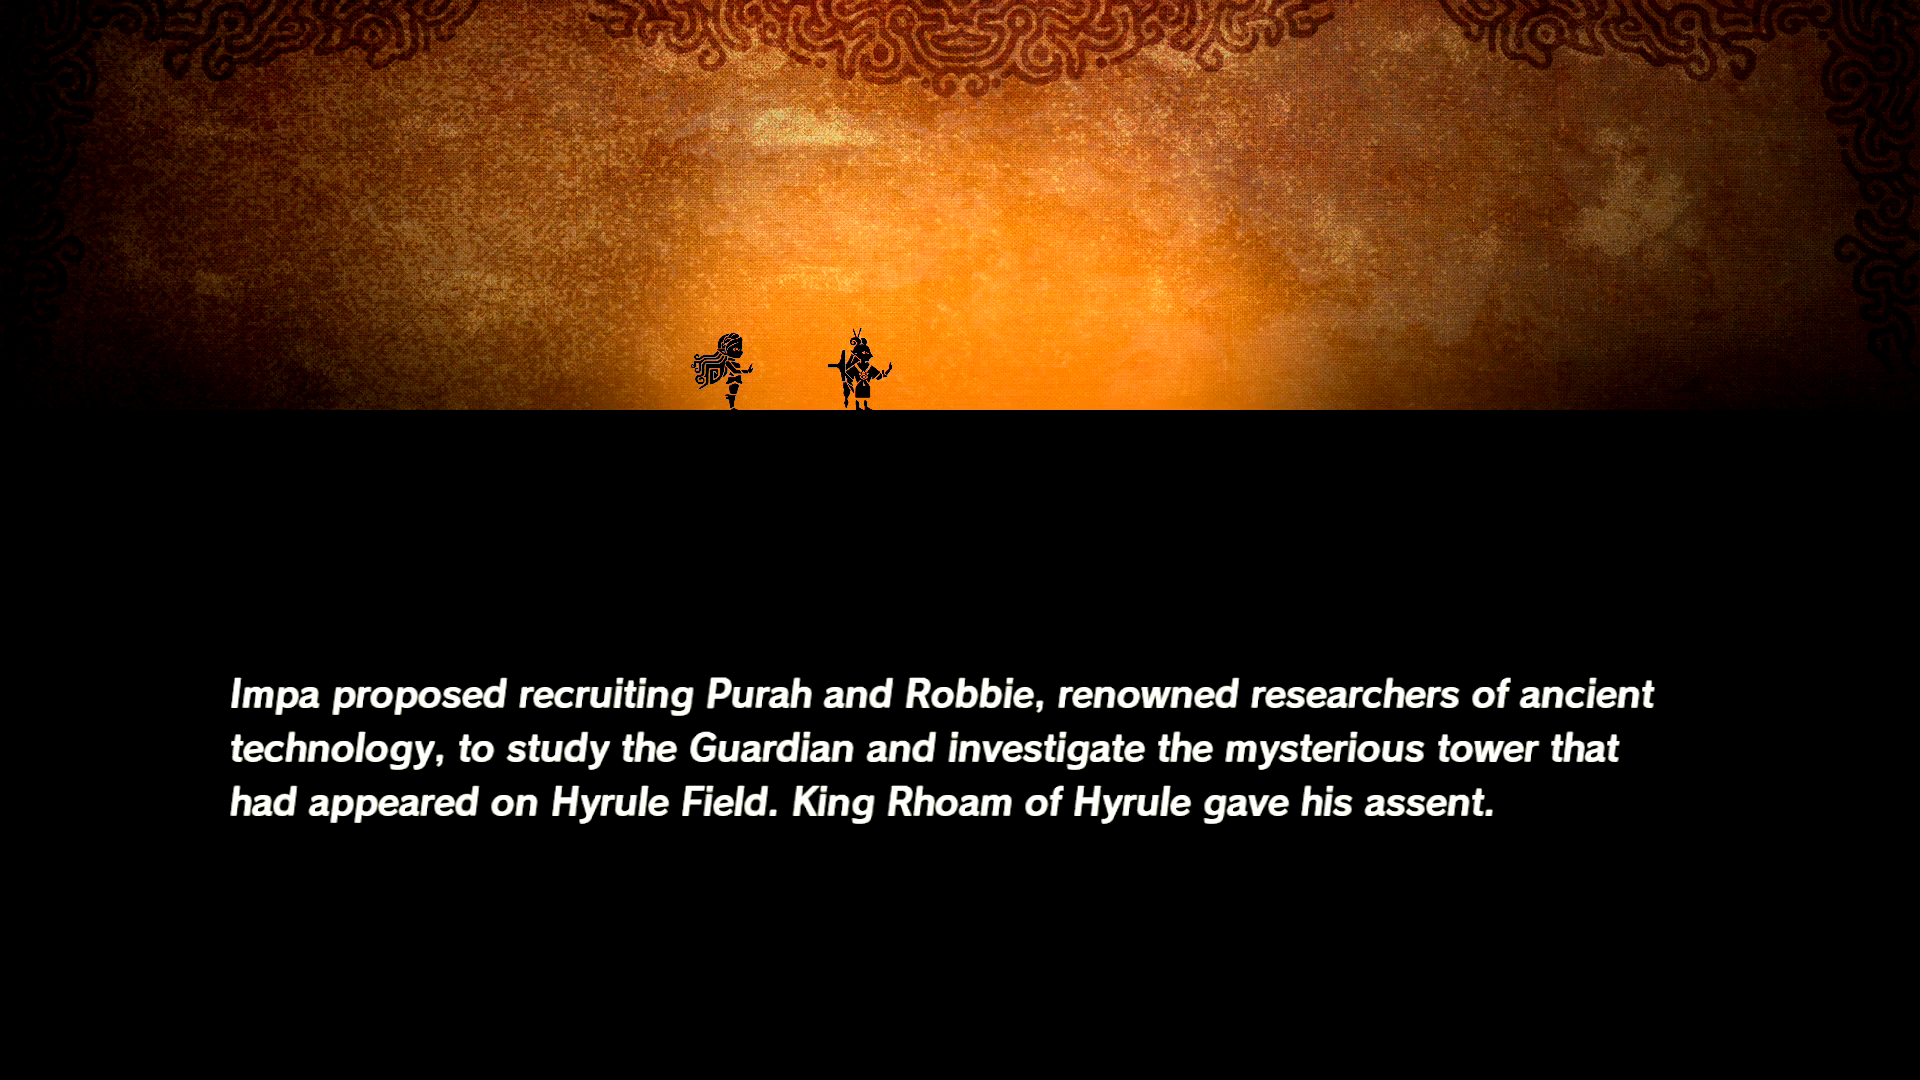 Impa proposed recruiting Purah and Robbie, renowned researchers of ancient
technology, to study the Guardian and investigate the mysterious tower that
had appeared on Hyrule Field. King Rhoam of Hyrule gave his assent.